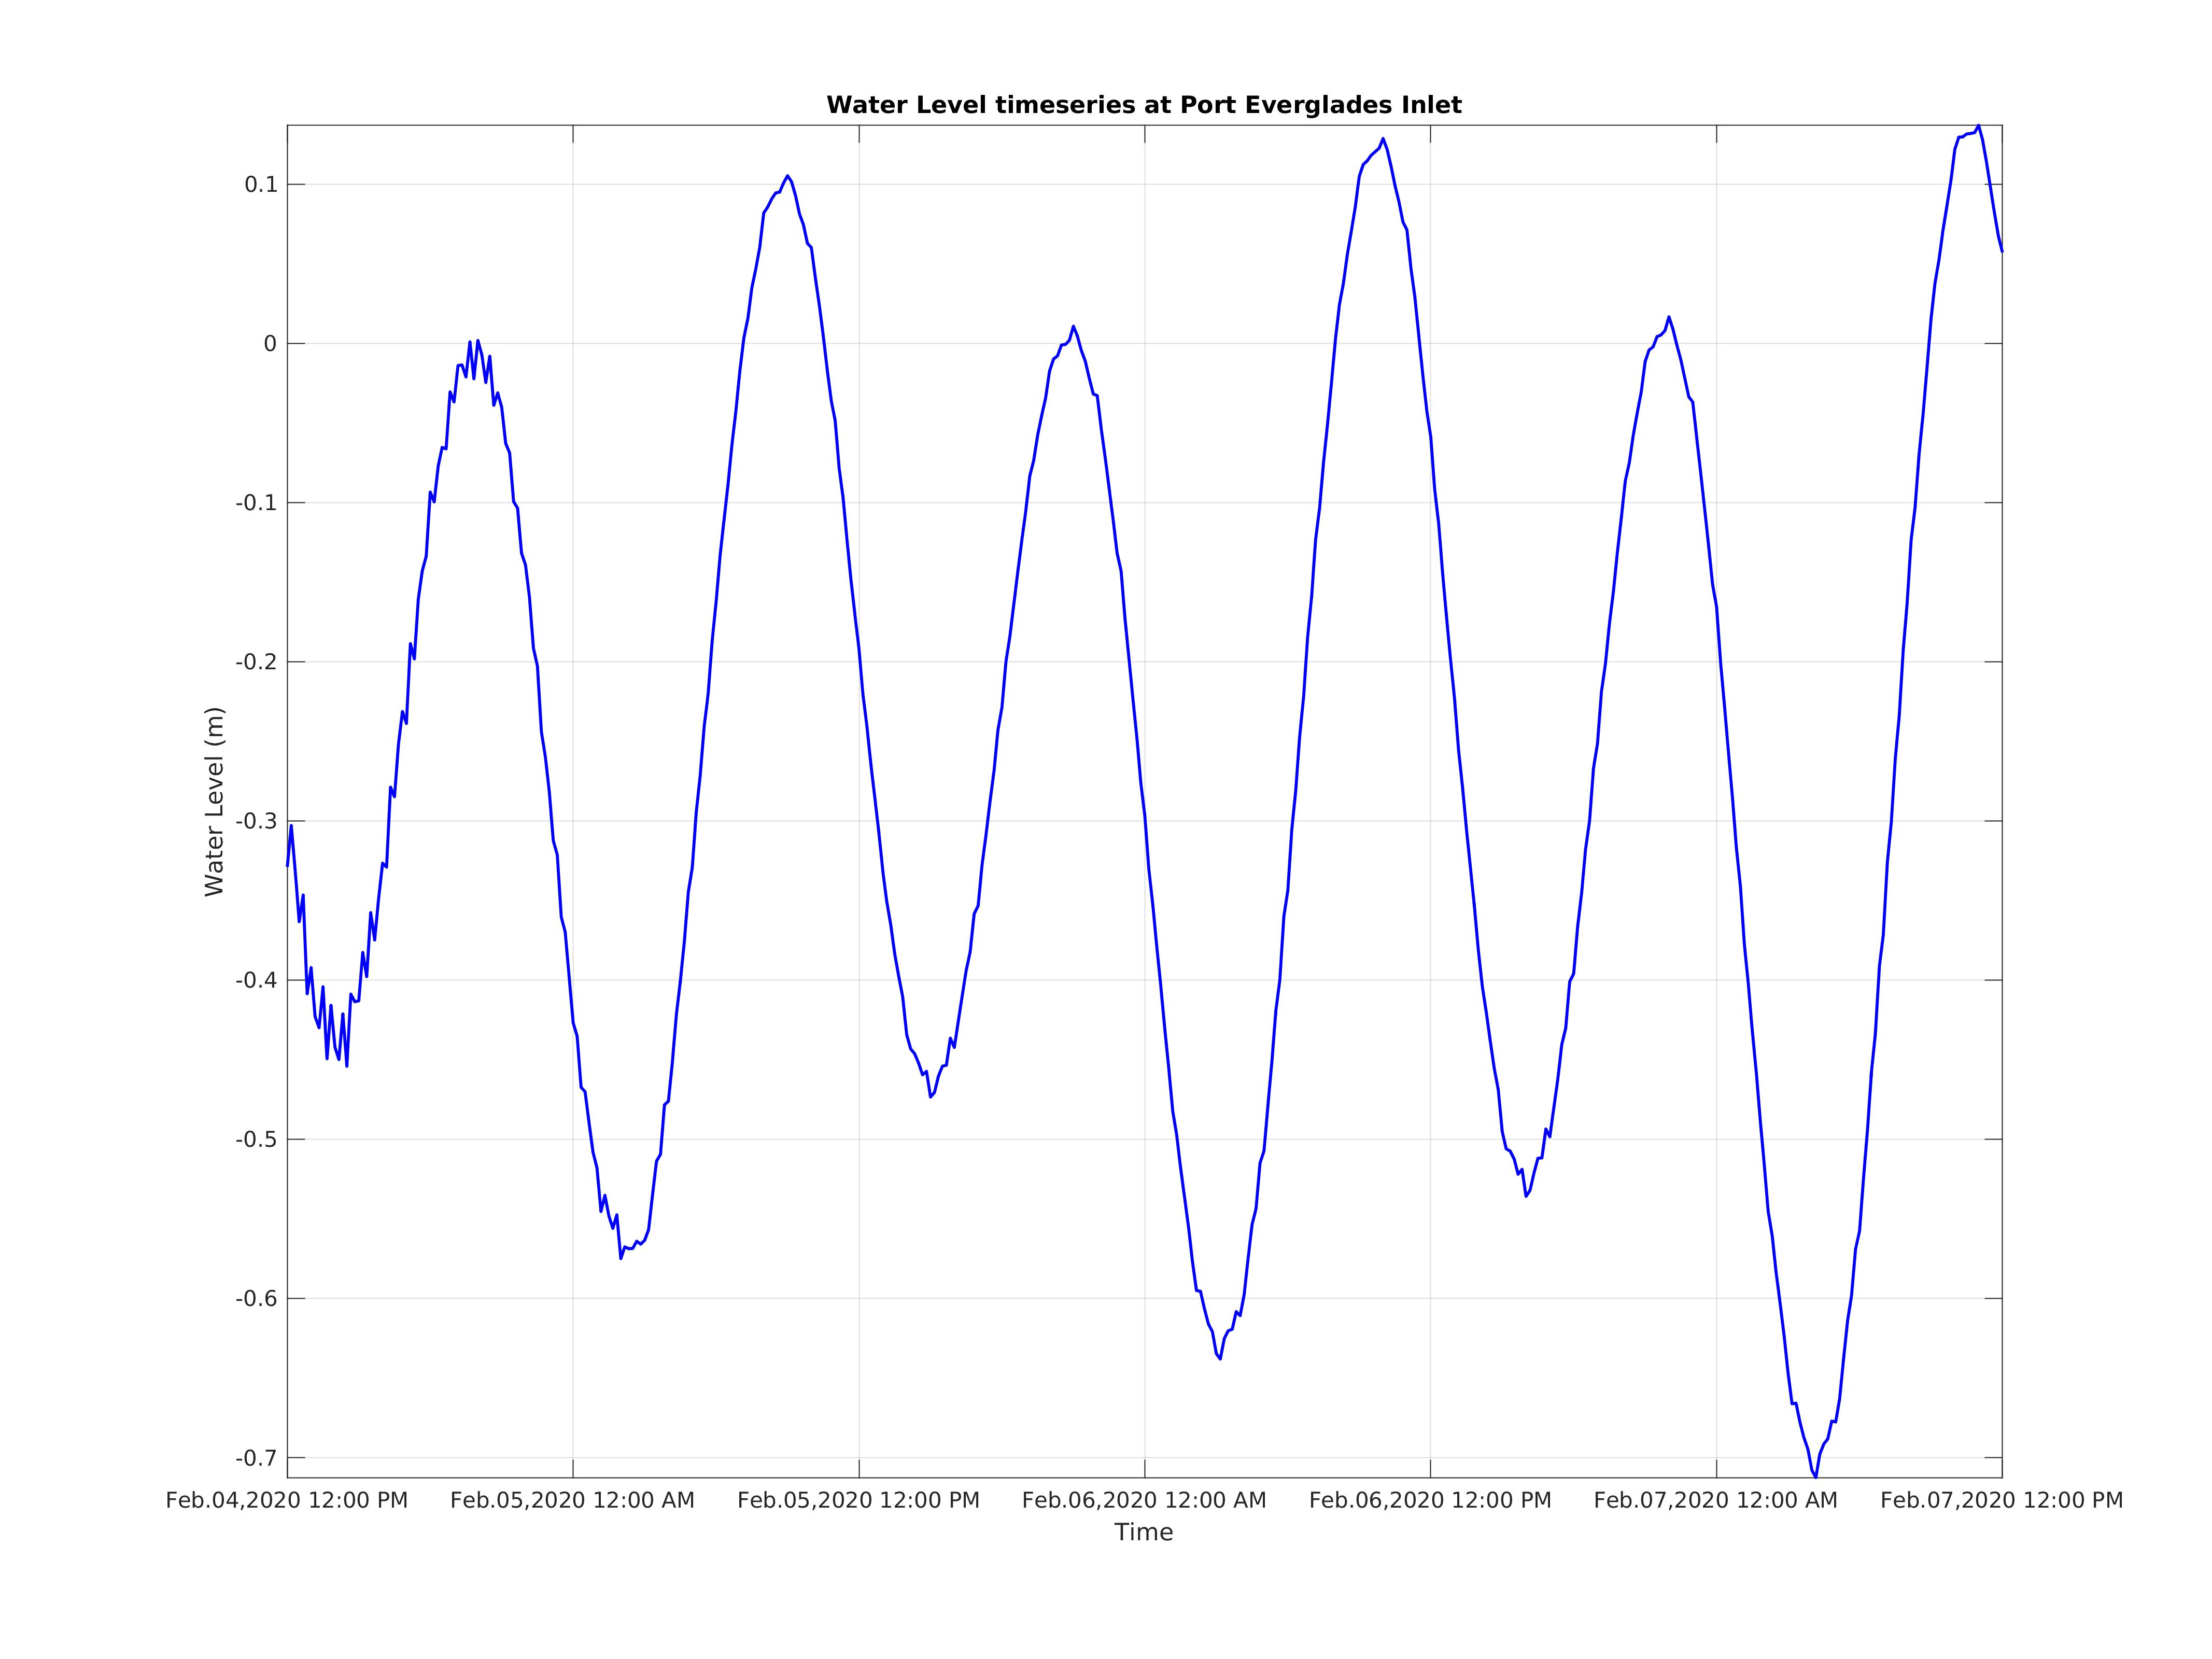 Water Level timeseries at Port Everglades Inlet
0.1
0
-0.1
-0.2
-0.3
-0.4
-0.5
-0.6
-0.7
Water Level (m)
Feb.04,2020 12:00 PM Feb.05,2020 12:00 AM Feb.05,2020 12:00 PM Feb.06,2020 12:00 AM Feb.06,2020 12:00 PM Feb.07,2020 12:00 AM Feb.07,2020 12:00 PM
Time